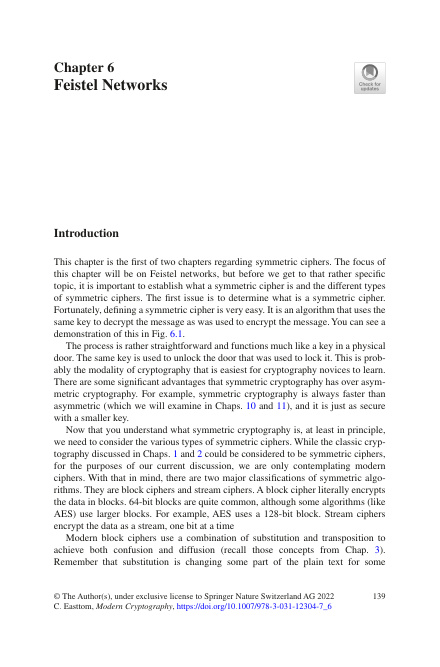 Chapter 6
Feistel Networks
Check for
updates
Introduction
This chapter is the first of two chapters regarding symmetric ciphers. The focus of
this chapter will be on Feistel networks, but before we get to that rather specific
topic, it is important to establish what a symmetric cipher is and the different types
of symmetric ciphers. The first issue is to determine what is a symmetric cipher.
Fortunately, defining a symmetric cipher is very easy. It is an algorithm that uses the
same key to decrypt the message as was used to encrypt the message. You can see a
demonstration of this in Fig. 6.1.
The process is rather straightforward and functions much like a key in a physical
door. The same key is used to unlock the door that was used to lock it. This is prob-
ably the modality of cryptography that is easiest for cryptography novices to learn.
There are some significant advantages that symmetric cryptography has over asym-
metric cryptography. For example, symmetric cryptography is always faster than
asymmetric (which we will examine in Chaps. 10 and 11), and it is just as secure
with a smaller key.
Now that you understand what symmetric cryptography is, at least in principle,
we need to consider the various types of symmetric ciphers. While the classic cryp-
tography discussed in Chaps. 1 and 2 could be considered to be symmetric ciphers,
for the purposes of our current discussion, we are only contemplating modern
ciphers. With that in mind, there are two major classifications of symmetric algo-
rithms. They are block ciphers and stream ciphers. A block cipher literally encrypts
the data in blocks. 64-bit blocks are quite common, although some algorithms (like
AES) use larger blocks. For example, AES uses a 128-bit block. Stream ciphers
encrypt the data as a stream, one bit at a time
Modern block ciphers use a combination of substitution and transposition to
achieve both confusion and diffusion (recall those concepts from Chap. 3).
Remember that substitution is changing some part of the plain text for some
© The Author(s), under exclusive license to Springer Nature Switzerland AG 2022 139
C. Easttom, Modern Cryptography, https://doi.org/10.1007/978-3-031-12304-7_6